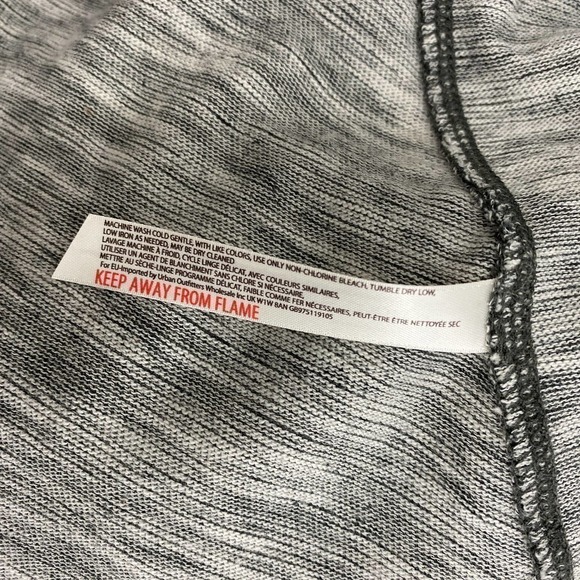 MACHINE WASH COLD GENTLE, WITH LIKE COLORS, USE ONLY NON-CHLORINE BLEACH, TUMBLE DRY LOW,
LOW IRON AS NEEDED, MAY BE DRY CLEANED
LAVAGE MACHINE À FROID, CYCLE LINGE DÉLICAT, AVEC COULEURS SIMILAIRES,
UTILISER UN AGENT DE BLANCHIMENT SANS CHLOR SI NÉCESSAIRE,
METTRE AU SÈCHE-LINGE PROGRAMME DÉLICAT, FAIBLE COMME FER NÉCESSAIRES, PEUT-ÊTRE ÊTRE NETTOYÉE SEC
For EU-Imported by Urban Outfitters Wholesale Inc UK W1W 8AN GB975119105
KEEP AWAY FROM FLAME